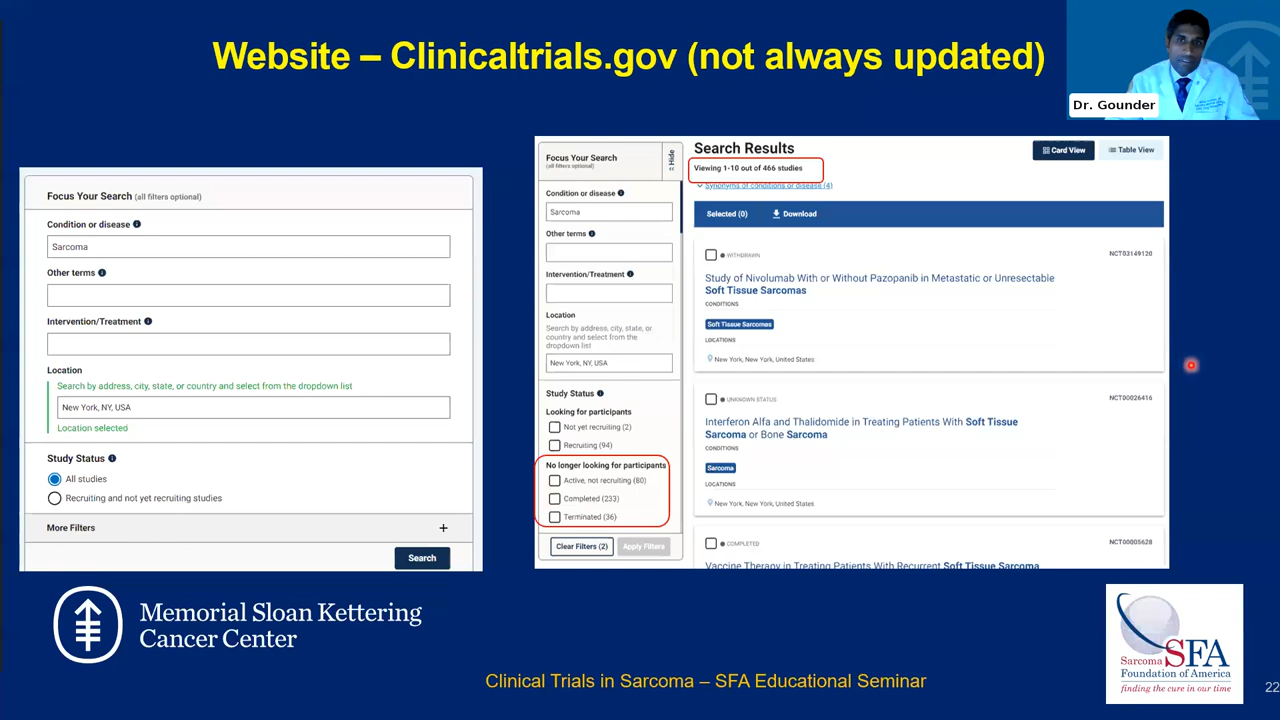 Website – Clinicaltrials.gov (not always updated)
Dr. Gounder
Focus Your Search (all filters optional)
Condition or disease
Sarcoma
Other terms
Intervention/Treatment
Location
Search by address, city, state, or country and select from the dropdown list
New York, NY, USA
Location selected
Study Status
All studies
Recruiting and not yet recruiting studies
More Filters +
Search
Focus Your Search
(all filters optional)
Hide
Condition or disease
Sarcoma
Other terms
Intervention/Treatment
Location
Search by address, city, state, or
country and select from the
dropdown list
New York, NY, USA
Study Status
Looking for participants
Not yet recruiting (2)
Recruiting (94)
No longer looking for participants
Active, not recruiting (80)
Completed (233)
Terminated (36)
Clear Filters (2) Apply Filters
Search Results
Card View Table View
Viewing 1-10 out of 466 studies
Synonyms of conditions or disease (4)
Selected (0) Download
WITHDRAWN NCT03149120
Study of Nivolumab With or Without Pazopanib in Metastatic or Unresectable
Soft Tissue Sarcomas
CONDITIONS
Soft Tissue Sarcomas
LOCATIONS
New York, New York, United States
UNKNOWN STATUS NCT00026416
Interferon Alfa and Thalidomide in Treating Patients With Soft Tissue
Sarcoma or Bone Sarcoma
CONDITIONS
Sarcoma
LOCATIONS
New York, New York, United States
COMPLETED NCT00005628
Vaccine Therapy in Treating Patients With Recurrent Soft Tissue Sarcoma
Memorial Sloan Kettering
Cancer Center
Clinical Trials in Sarcoma – SFA Educational Seminar
Sarcoma SFA
Foundation of America
finding the cure in our time
22